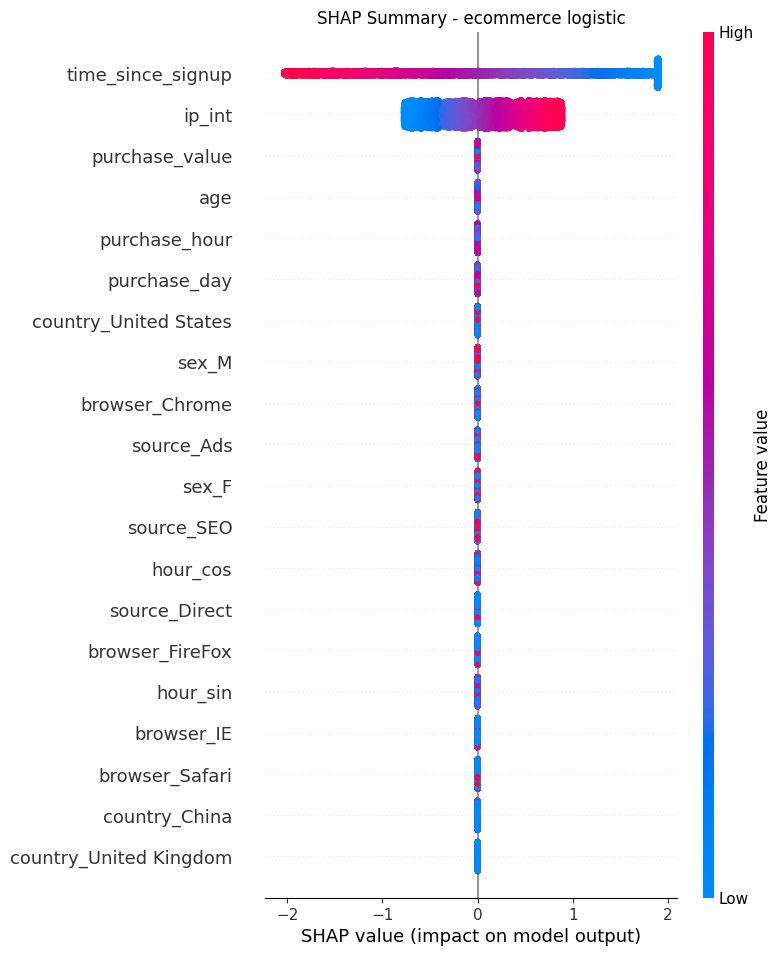 SHAP Summary - ecommerce logistic
High
time_since_signup
ip_int
purchase_value
age
purchase_hour
purchase_day
country_United States
sex_M
browser_Chrome
source_Ads
sex_F
source_SEO
hour_cos
source_Direct
browser_FireFox
hour_sin
browser_IE
browser_Safari
country_China
country_United Kingdom
Feature value
Low
−2 −1 0 1 2
SHAP value (impact on model output)